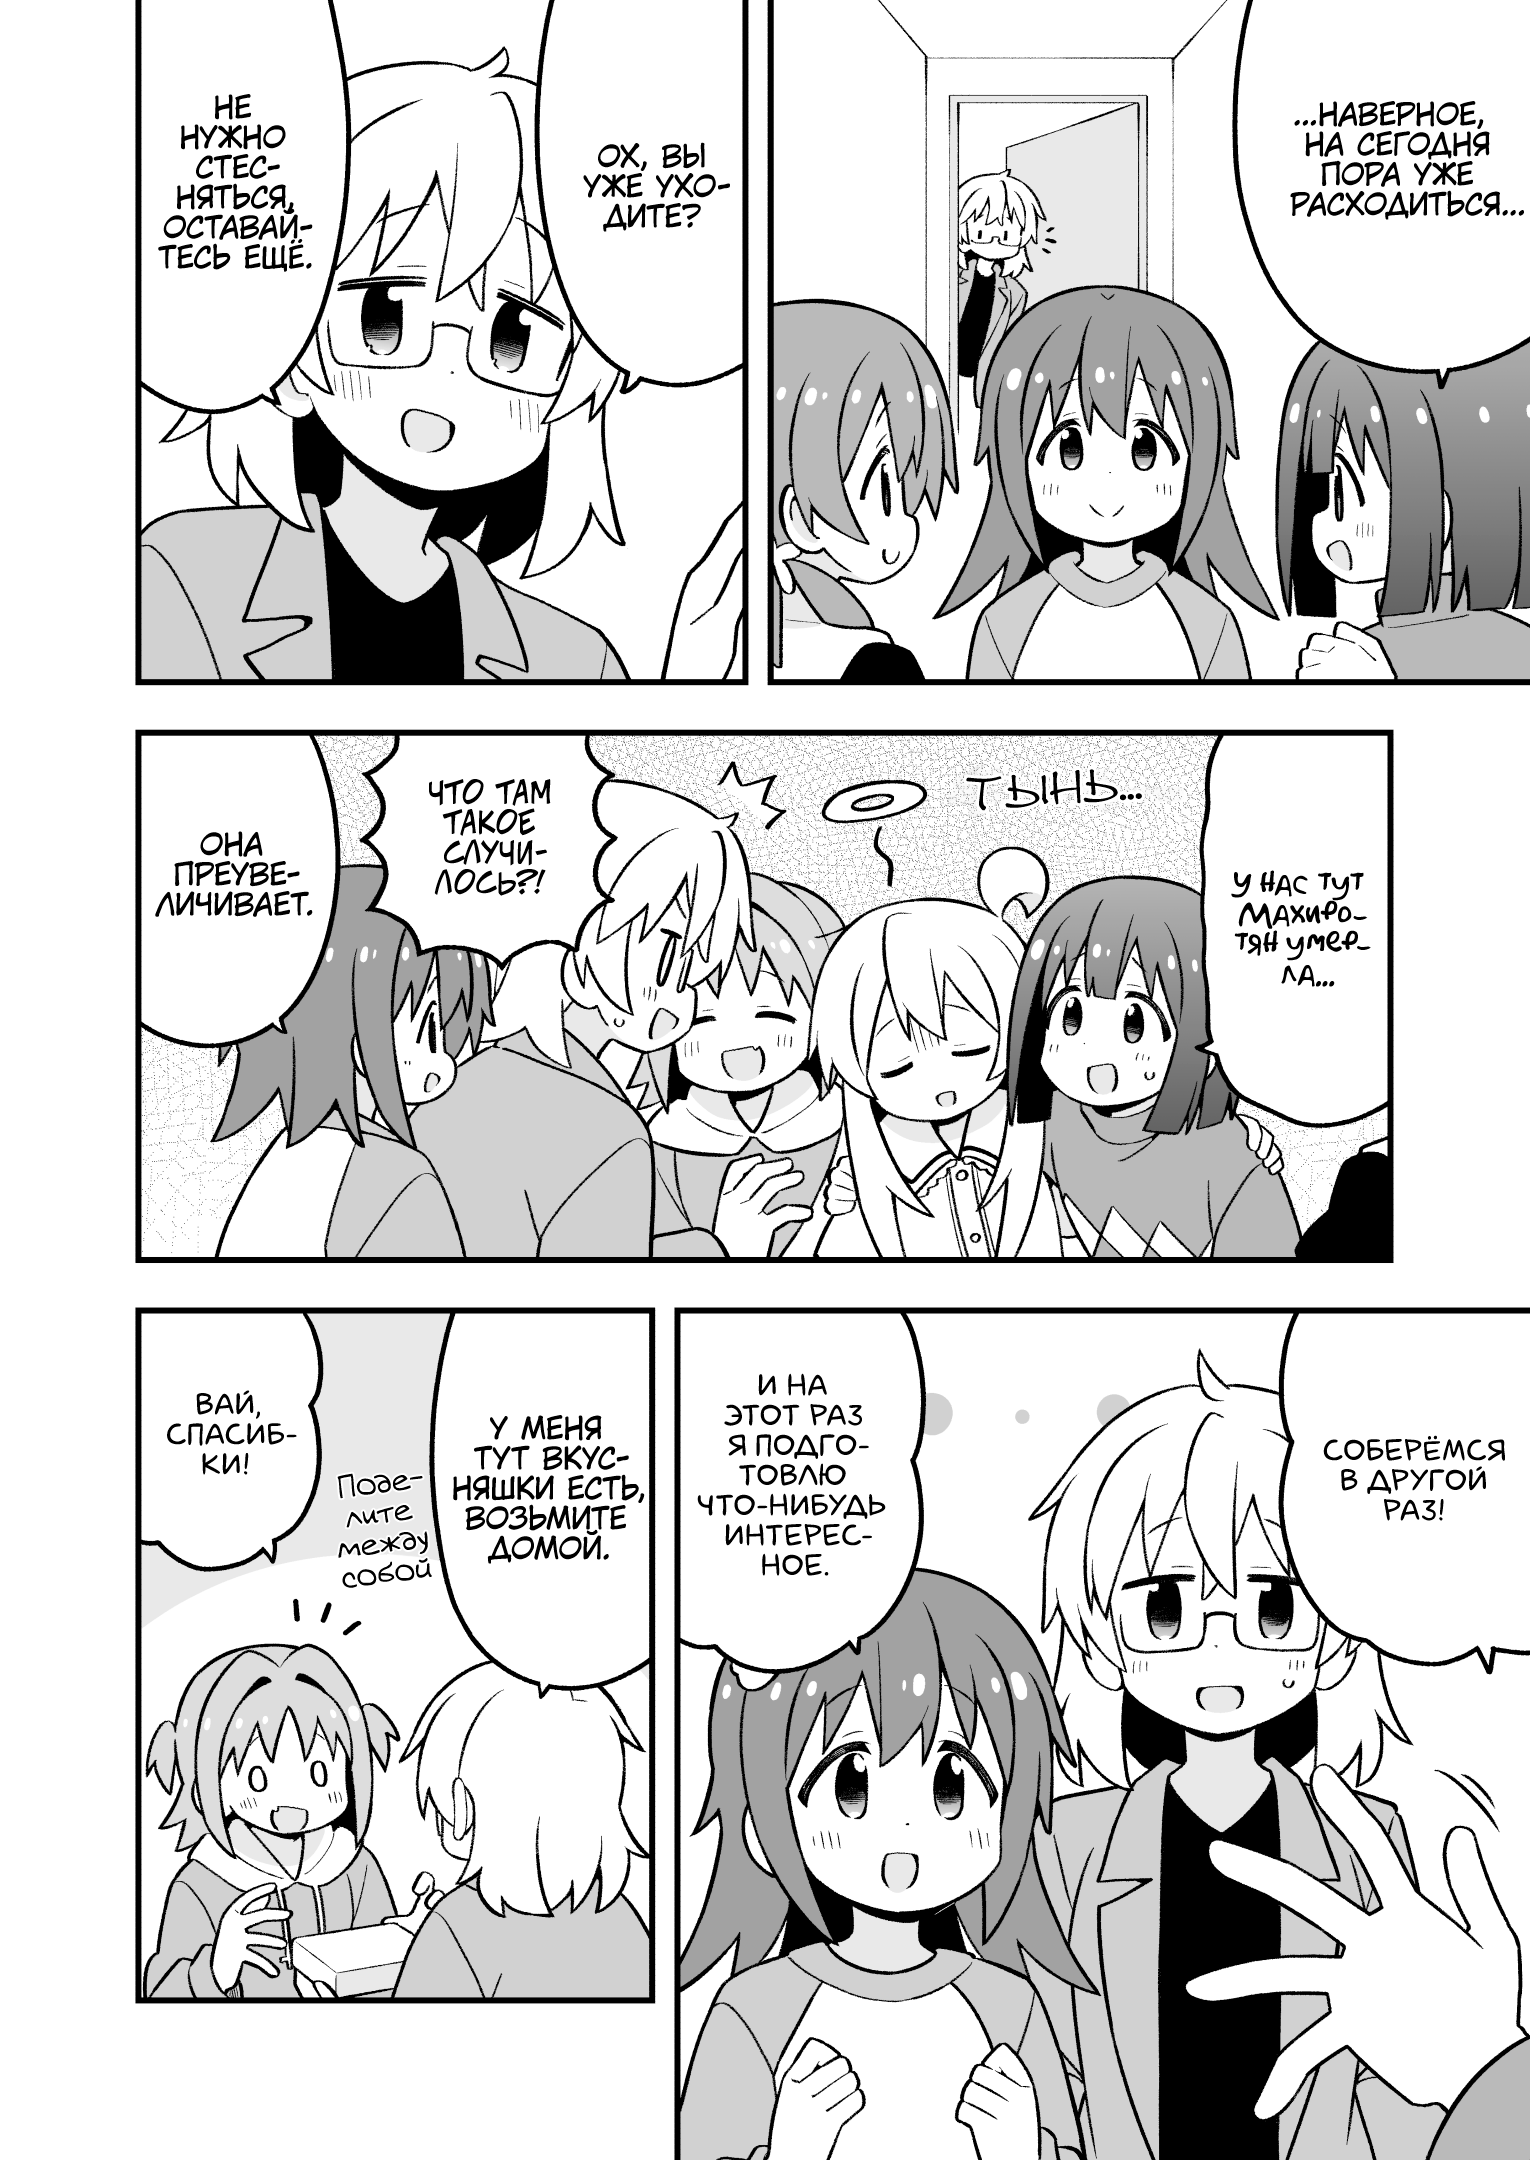 ...НАВЕРНОЕ,
НА СЕГОДНЯ
ПОРА УЖЕ
РАСХОДИТЬСЯ...
ОХ, ВЫ
УЖЕ УХО-
ДИТЕ?
НЕ
НУЖНО
СТЕС-
НЯТЬСЯ,
ОСТАВАЙ-
ТЕСЬ ЕЩЁ.
У НАС ТУТ
МАХИРО-
ТЯН УМЕР-
ЛА...
ТЫНЬ...
ЧТО ТАМ
ТАКОЕ
СЛУЧИ-
ЛОСЬ?!
ОНА
ПРЕУВЕ-
ЛИЧИВАЕТ.
СОБЕРЁМСЯ
В ДРУГОЙ
РАЗ!
И НА
ЭТОТ РАЗ
Я ПОДГО-
ТОВЛЮ
ЧТО-НИБУДЬ
ИНТЕРЕС-
НОЕ.
У МЕНЯ
ТУТ ВКУС-
НЯШКИ ЕСТЬ,
ВОЗЬМИТЕ
ДОМОЙ.
Поде-
лите
между
собой
ВАЙ,
СПАСИБ-
КИ!